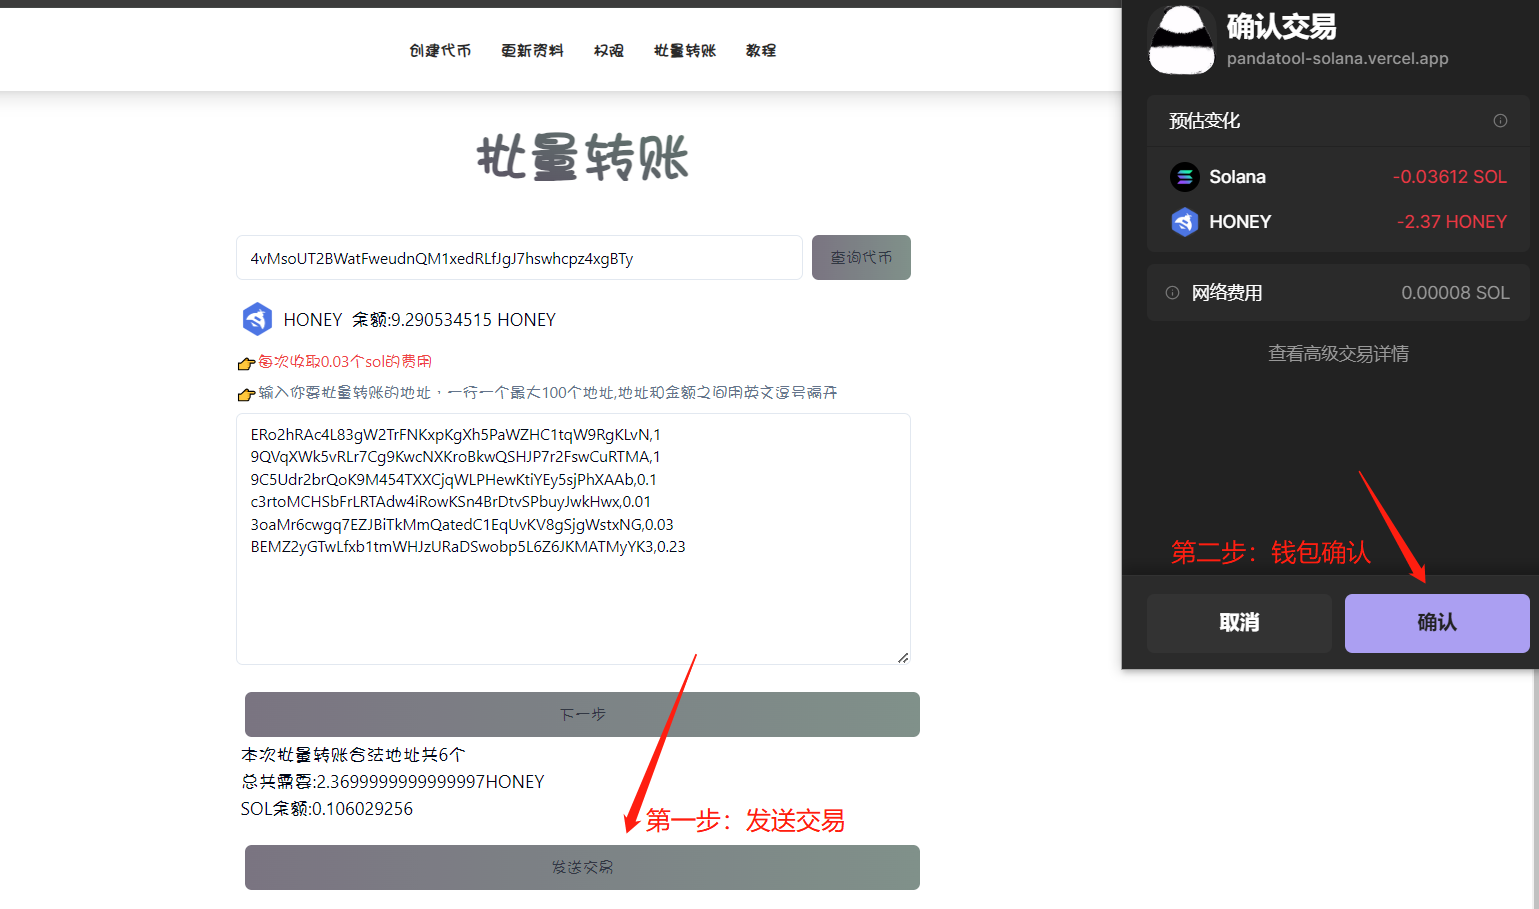 创建代币 更新资料 权限 批量转账 教程
批量转账
4vMsoUT2BWatFweudnQM1xedRLfJgJ7hswhcpz4xgBTy 查询代币
HONEY 余额:9.290534515 HONEY
👉每次收取0.03个sol的费用
👉输入你要批量转账的地址，一行一个最大100个地址,地址和金额之间用英文逗号隔开
ERo2hRAc4L83gW2TrFNKxpKgXh5PaWZHC1tqW9RgKLvN,1
9QVqXWk5vRLr7Cg9KwcNXKroBkwQSHJP7r2FswCuRTMA,1
9C5Udr2brQoK9M454TXXCjqWLPHewKtiYEy5sjPhXAAb,0.1
c3rtoMCHSbFrLRTAdw4iRowKSn4BrDtvSPbuyJwkHwx,0.01
3oaMr6cwgq7EZJBiTkMmQatedC1EqUvKV8gSjgWstxNG,0.03
BEMZ2yGTwLfxb1tmWHJzURaDSwobp5L6Z6JKMATMyYK3,0.23
下一步
本次批量转账合法地址共6个
总共需要:2.3699999999999997HONEY
SOL余额:0.106029256
第一步：发送交易
发送交易
确认交易
pandatool-solana.vercel.app
预估变化
Solana -0.03612 SOL
HONEY -2.37 HONEY
网络费用 0.00008 SOL
查看高级交易详情
第二步：钱包确认
取消 确认